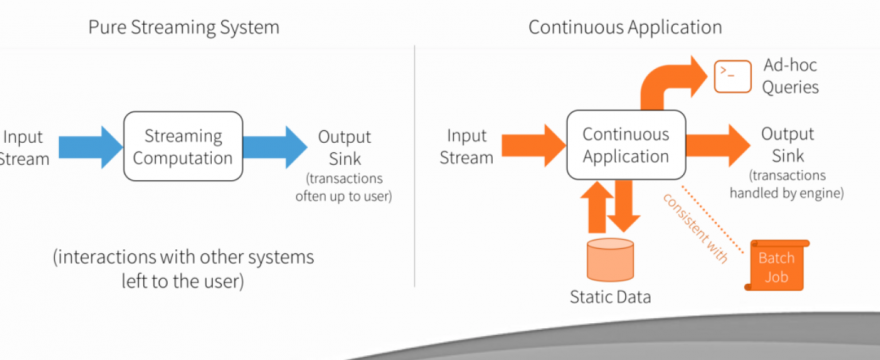 Pure Streaming System
Input
Stream
Streaming
Computation
Output
Sink
(transactions
often up to user)
(interactions with other systems
left to the user)
Continuous Application
Input
Stream
Continuous
Application
>_
Ad-hoc
Queries
Output
Sink
(transactions
handled by engine)
consistent with
Batch
Job
Static Data